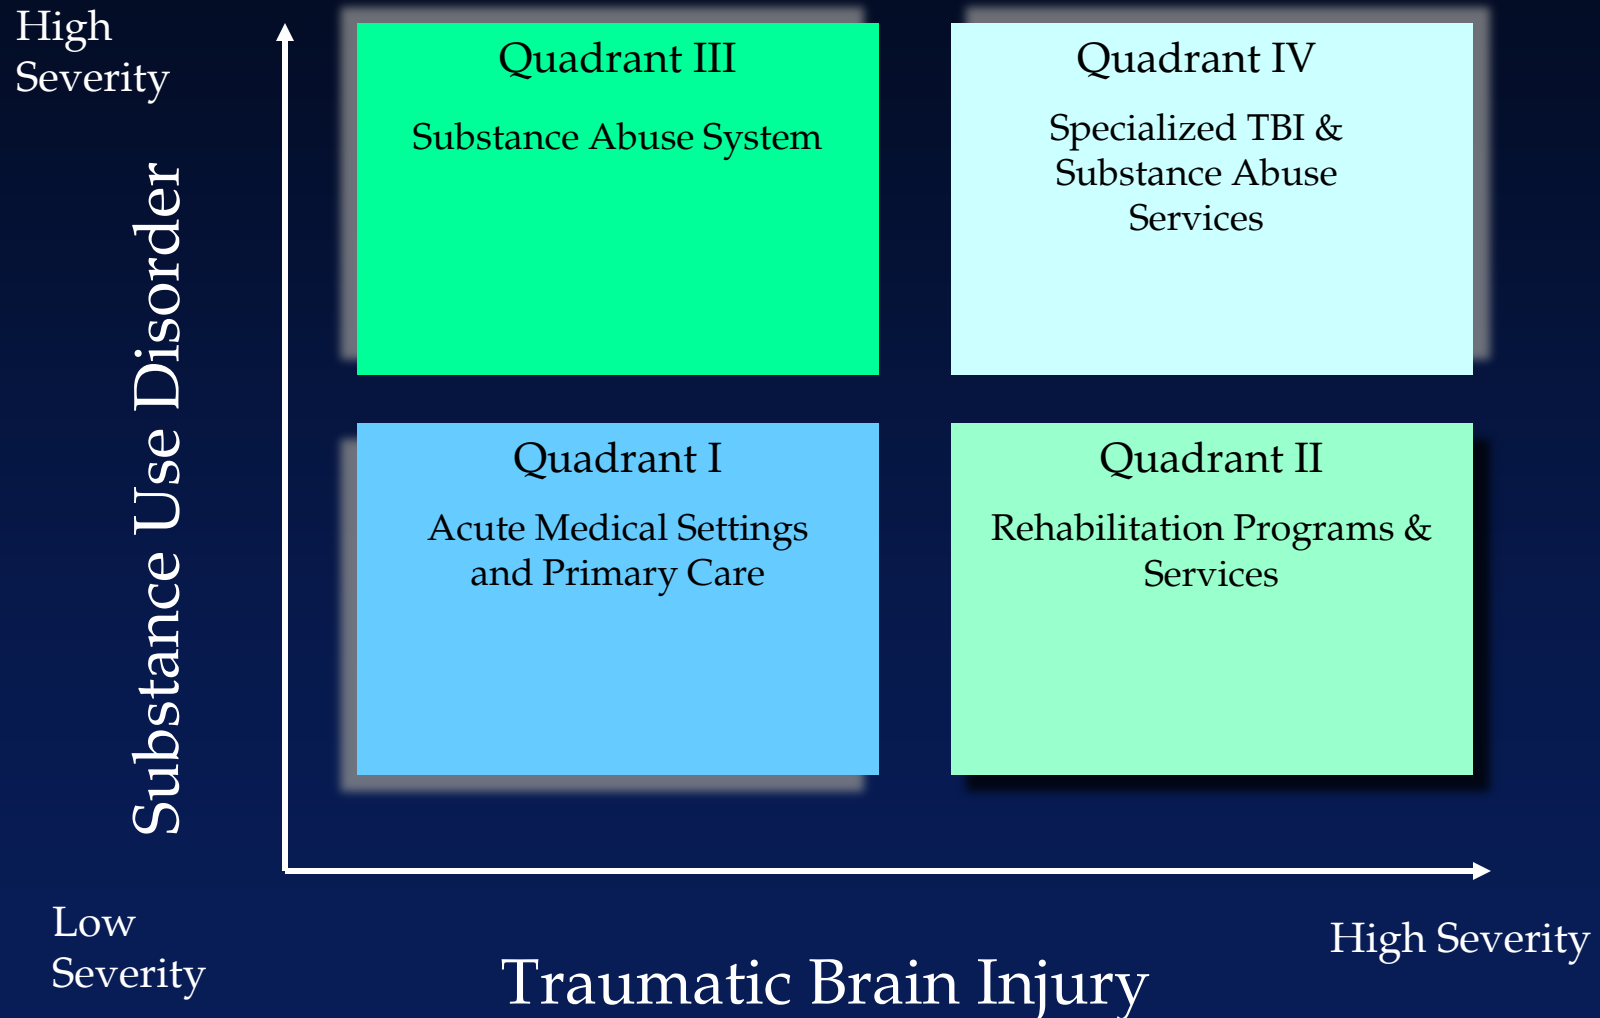 High
Severity
Substance Use Disorder
Quadrant III
Substance Abuse System
Quadrant IV
Specialized TBI &
Substance Abuse
Services
Quadrant I
Acute Medical Settings
and Primary Care
Quadrant II
Rehabilitation Programs &
Services
Low
Severity
Traumatic Brain Injury
High Severity